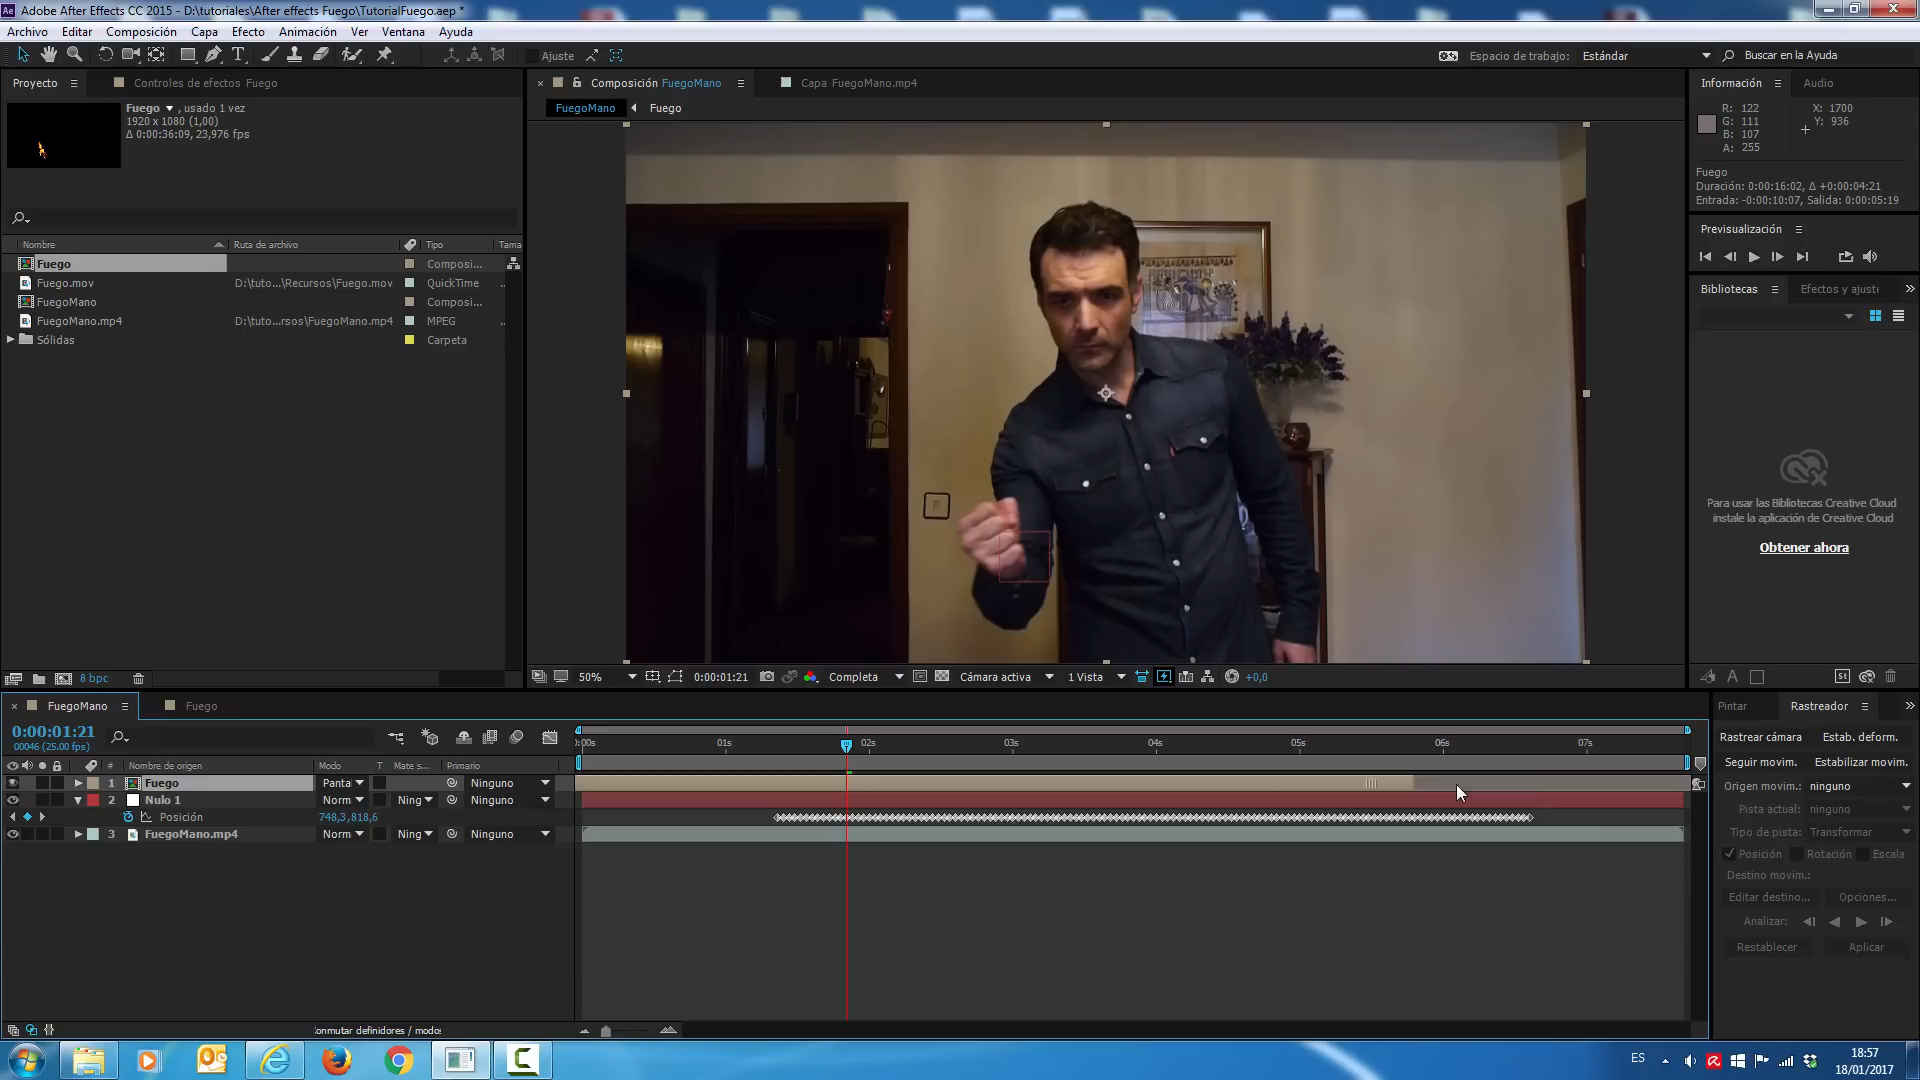 Adobe After Effects CC 2015 - D:\tutoriales\After effects Fuego\TutorialFuego.aep *
Archivo Editar Composición Capa Efecto Animación Ver Ventana Ayuda
Ajuste
Espacio de trabajo: Estándar
Buscar en la Ayuda
Proyecto
Controles de efectos Fuego
Composición FuegoMano
Capa FuegoMano.mp4
Información
Audio
Fuego ▼ , usado 1 vez
1920 x 1080 (1,00)
Δ 0:00:36:09, 23,976 fps
FuegoMano
Fuego
R: 122
G: 111
B: 107
A: 255
X: 1700
Y: 936
Fuego
Duración: 0:00:16:02, Δ +0:00:04:21
Entrada: -0:00:10:07, Salida: 0:00:05:19
Previsualización
Bibliotecas
Efectos y ajuste
Nombre Ruta de archivo Tipo Tama
Fuego Composi...
Fuego.mov D:\tuto...\Recursos\Fuego.mov QuickTime
FuegoMano Composi...
FuegoMano.mp4 D:\tuto...rsos\FuegoMano.mp4 MPEG
Sólidas Carpeta
Para usar las Bibliotecas Creative Cloud
instale la aplicación de Creative Cloud
Obtener ahora
8 bpc
50%
0:00:01:21
Completa
Cámara activa
1 Vista
+0,0
FuegoMano
Fuego
Pintar
Rastreador
0:00:01:21
00046 (25.00 fps)
:00s 01s 02s 03s 04s 05s 06s 07s
# Nombre de origen Modo T Mate s... Primario
1 Fuego Panta Ninguno
2 Nulo 1 Norm Ning Ninguno
Posición 748,3,818,6
3 FuegoMano.mp4 Norm Ning Ninguno
Rastrear cámara Estab. deform.
Seguir movim. Estabilizar movim.
Origen movim.: ninguno
Pista actual: ninguno
Tipo de pista: Transformar
Posición Rotación Escala
Destino movim.:
Editar destino... Opciones...
Analizar:
Restablecer Aplicar
:onmutar definidores / modos
ES
18:57
18/01/2017